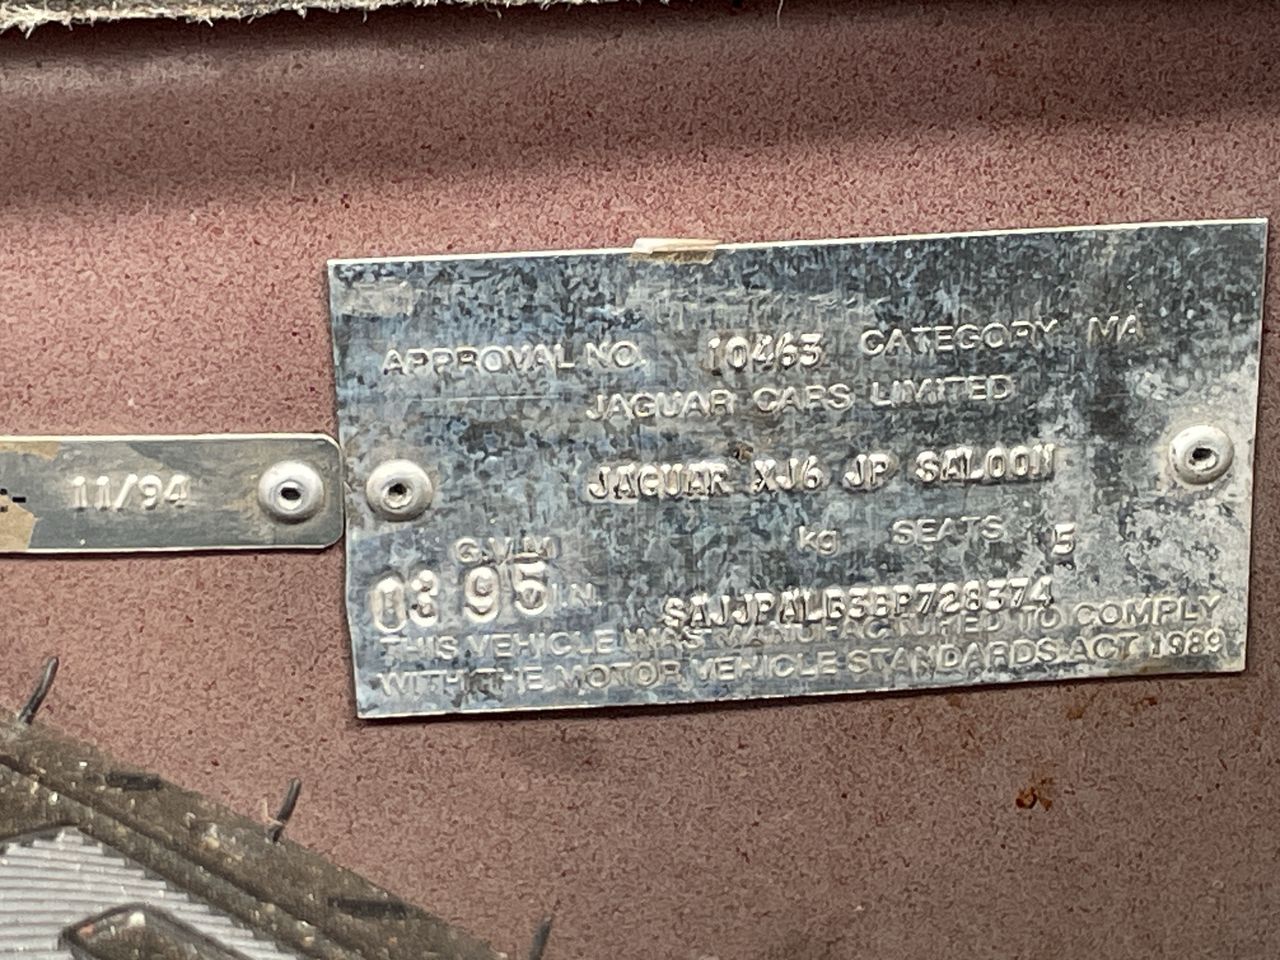 11/94
APPROVAL NO. 10463 CATEGORY MA
JAGUAR CARS LIMITED
JAGUAR XJ6 JP SALOON
G.V.M kg SEATS 5
03 95 I.N. SAJJPALB3BP728374
THIS VEHICLE WAS MANUFACTURED TO COMPLY
WITH THE MOTOR VEHICLE STANDARDS ACT 1989